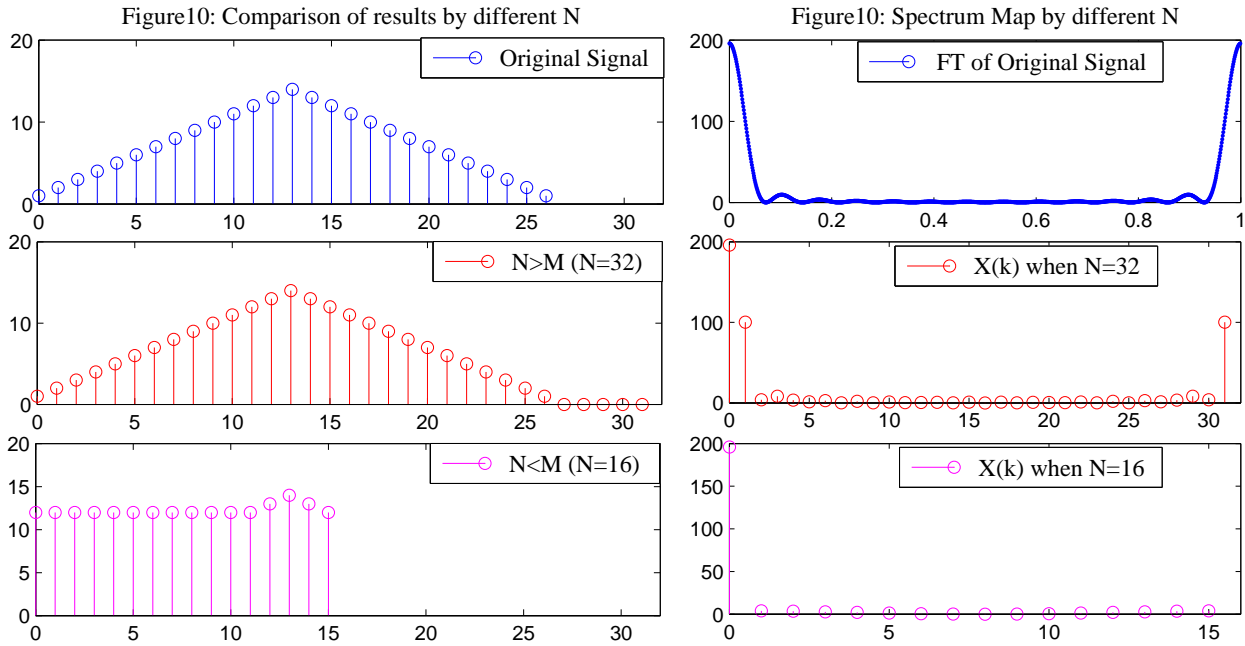 Figure10: Comparison of results by different N
20
10
0
0 5 10 15 20 25 30
Original Signal
20
10
0
0 5 10 15 20 25 30
N>M (N=32)
20
15
10
5
0
0 5 10 15 20 25 30
N<M (N=16)
Figure10: Spectrum Map by different N
200
100
0
0 0.2 0.4 0.6 0.8 1
FT of Original Signal
200
100
0
0 5 10 15 20 25 30
X(k) when N=32
200
150
100
50
0
0 5 10 15
X(k) when N=16